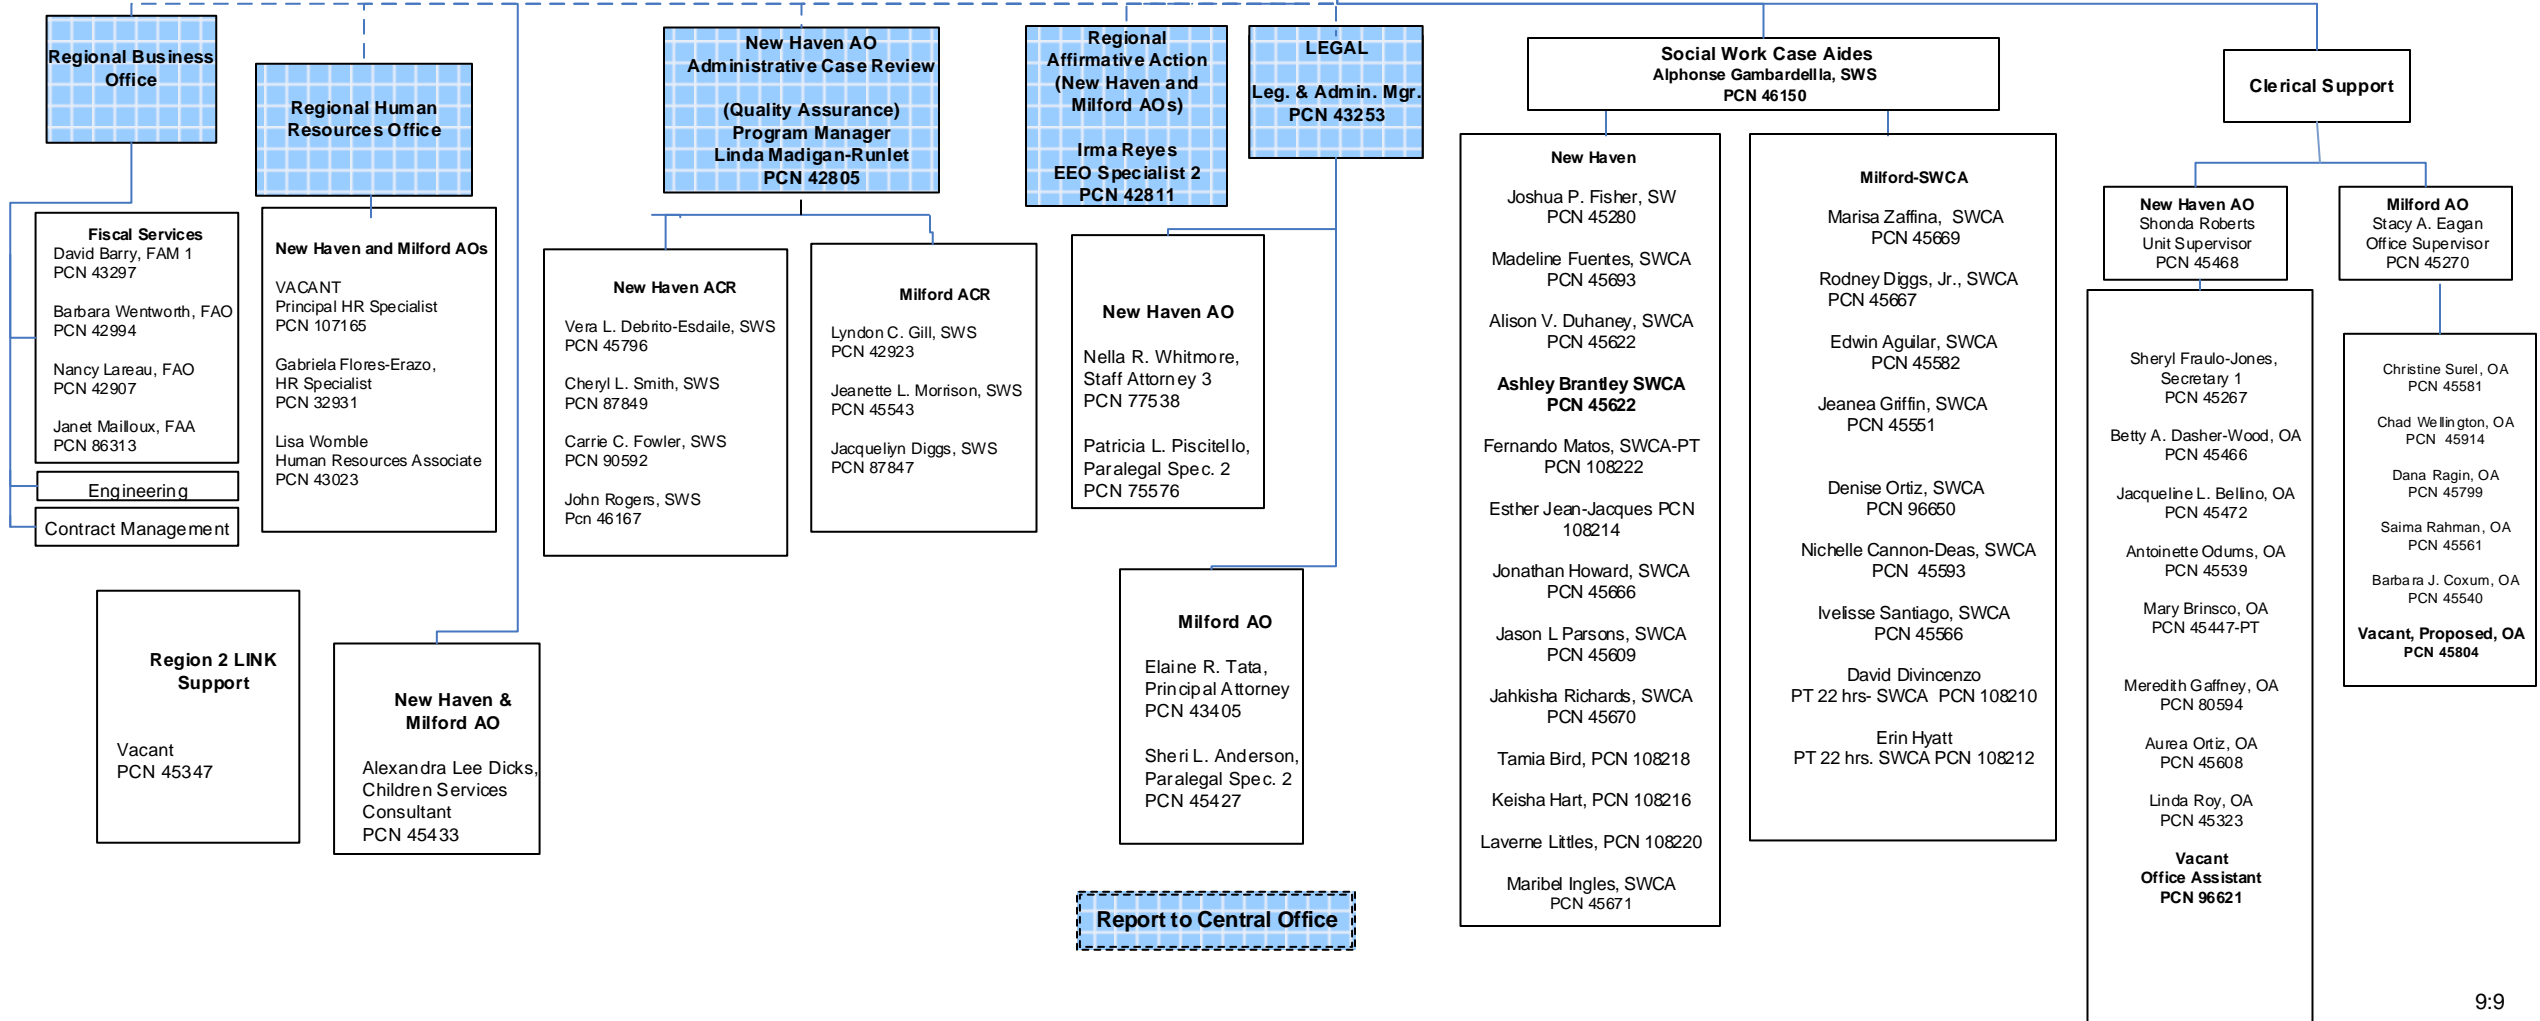 Regional Business
Office
Regional Human
Resources Office
New Haven AO
Administrative Case Review
(Quality Assurance)
Program Manager
Linda Madigan-Runlet
PCN 42805
Regional
Affirmative Action
(New Haven and
Milford AOs)
Irma Reyes
EEO Specialist 2
PCN 42811
LEGAL
Leg. & Admin. Mgr.
PCN 43253
Social Work Case Aides
Alphonse Gambardellla, SWS
PCN 46150
Clerical Support
Fiscal Services
David Barry, FAM 1
PCN 43297
Barbara Wentworth, FAO
PCN 42994
Nancy Lareau, FAO
PCN 42907
Janet Mailloux, FAA
PCN 86313
Engineering
Contract Management
New Haven and Milford AOs
VACANT
Principal HR Specialist
PCN 107165
Gabriela Flores-Erazo,
HR Specialist
PCN 32931
Lisa Womble
Human Resources Associate
PCN 43023
New Haven ACR
Vera L. Debrito-Esdaile, SWS
PCN 45796
Cheryl L. Smith, SWS
PCN 87849
Carrie C. Fowler, SWS
PCN 90592
John Rogers, SWS
Pcn 46167
Milford ACR
Lyndon C. Gill, SWS
PCN 42923
Jeanette L. Morrison, SWS
PCN 45543
Jacqueliyn Diggs, SWS
PCN 87847
New Haven AO
Nella R. Whitmore,
Staff Attorney 3
PCN 77538
Patricia L. Piscitello,
Paralegal Spec. 2
PCN 75576
Milford AO
Elaine R. Tata,
Principal Attorney
PCN 43405
Sheri L. Anderson,
Paralegal Spec. 2
PCN 45427
Region 2 LINK
Support
Vacant
PCN 45347
New Haven &
Milford AO
Alexandra Lee Dicks,
Children Services
Consultant
PCN 45433
Report to Central Office
New Haven
Joshua P. Fisher, SW
PCN 45280
Madeline Fuentes, SWCA
PCN 45693
Alison V. Duhaney, SWCA
PCN 45622
Ashley Brantley SWCA
PCN 45622
Fernando Matos, SWCA-PT
PCN 108222
Esther Jean-Jacques PCN
108214
Jonathan Howard, SWCA
PCN 45666
Jason L Parsons, SWCA
PCN 45609
Jahkisha Richards, SWCA
PCN 45670
Tamia Bird, PCN 108218
Keisha Hart, PCN 108216
Laverne Littles, PCN 108220
Maribel Ingles, SWCA
PCN 45671
Milford-SWCA
Marisa Zaffina, SWCA
PCN 45669
Rodney Diggs, Jr., SWCA
PCN 45667
Edwin Aguilar, SWCA
PCN 45582
Jeanea Griffin, SWCA
PCN 45551
Denise Ortiz, SWCA
PCN 96650
Nichelle Cannon-Deas, SWCA
PCN 45593
Ivelisse Santiago, SWCA
PCN 45566
David Divincenzo
PT 22 hrs- SWCA PCN 108210
Erin Hyatt
PT 22 hrs. SWCA PCN 108212
New Haven AO
Shonda Roberts
Unit Supervisor
PCN 45468
Sheryl Fraulo-Jones,
Secretary 1
PCN 45267
Betty A. Dasher-Wood, OA
PCN 45466
Jacqueline L. Bellino, OA
PCN 45472
Antoinette Odums, OA
PCN 45539
Mary Brinsco, OA
PCN 45447-PT
Meredith Gaffney, OA
PCN 80594
Aurea Ortiz, OA
PCN 45608
Linda Roy, OA
PCN 45323
Vacant
Office Assistant
PCN 96621
Milford AO
Stacy A. Eagan
Office Supervisor
PCN 45270
Christine Surel, OA
PCN 45581
Chad Wellington, OA
PCN 45914
Dana Ragin, OA
PCN 45799
Saima Rahman, OA
PCN 45561
Barbara J. Coxum, OA
PCN 45540
Vacant, Proposed, OA
PCN 45804
9:9